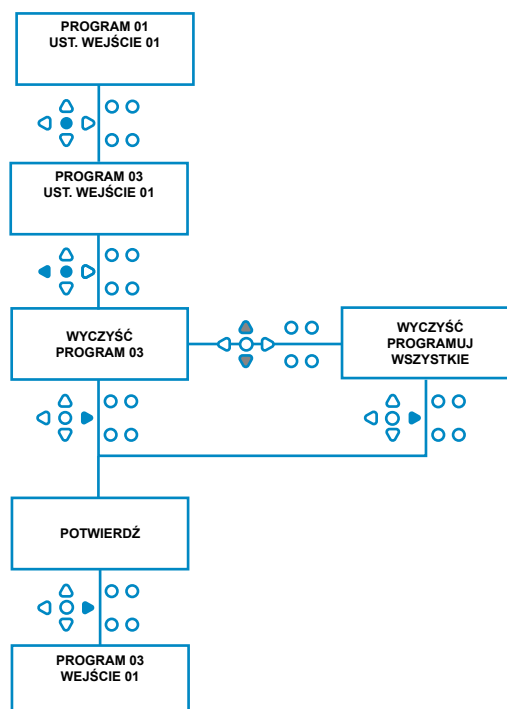 PROGRAM 01
UST. WEJŚCIE 01
PROGRAM 03
UST. WEJŚCIE 01
WYCZYŚĆ
PROGRAM 03
WYCZYŚĆ
PROGRAMUJ
WSZYSTKIE
POTWIERDŹ
PROGRAM 03
WEJŚCIE 01